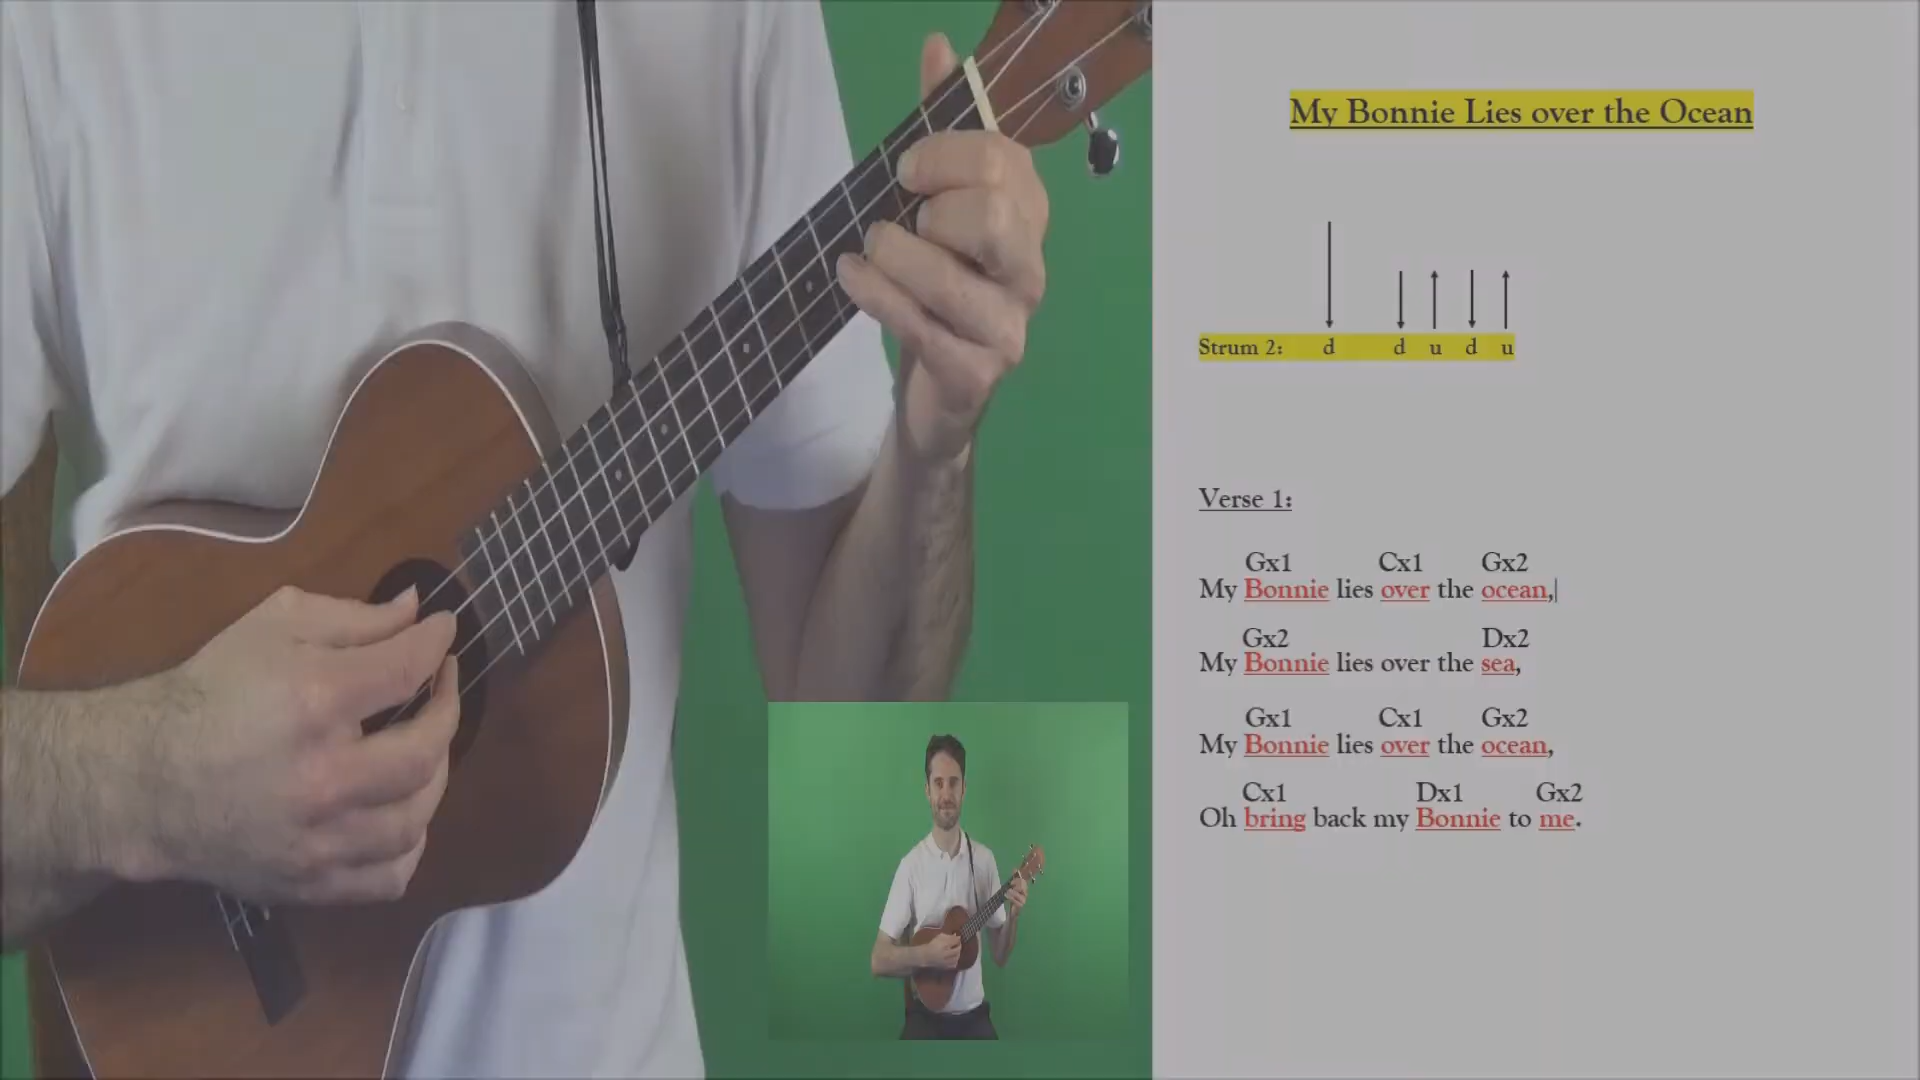 My Bonnie Lies over the Ocean
Strum 2: d d u d u
Verse 1:
Gx1 Cx1 Gx2
My Bonnie lies over the ocean,
Gx2 Dx2
My Bonnie lies over the sea,
Gx1 Cx1 Gx2
My Bonnie lies over the ocean,
Cx1 Dx1 Gx2
Oh bring back my Bonnie to me.